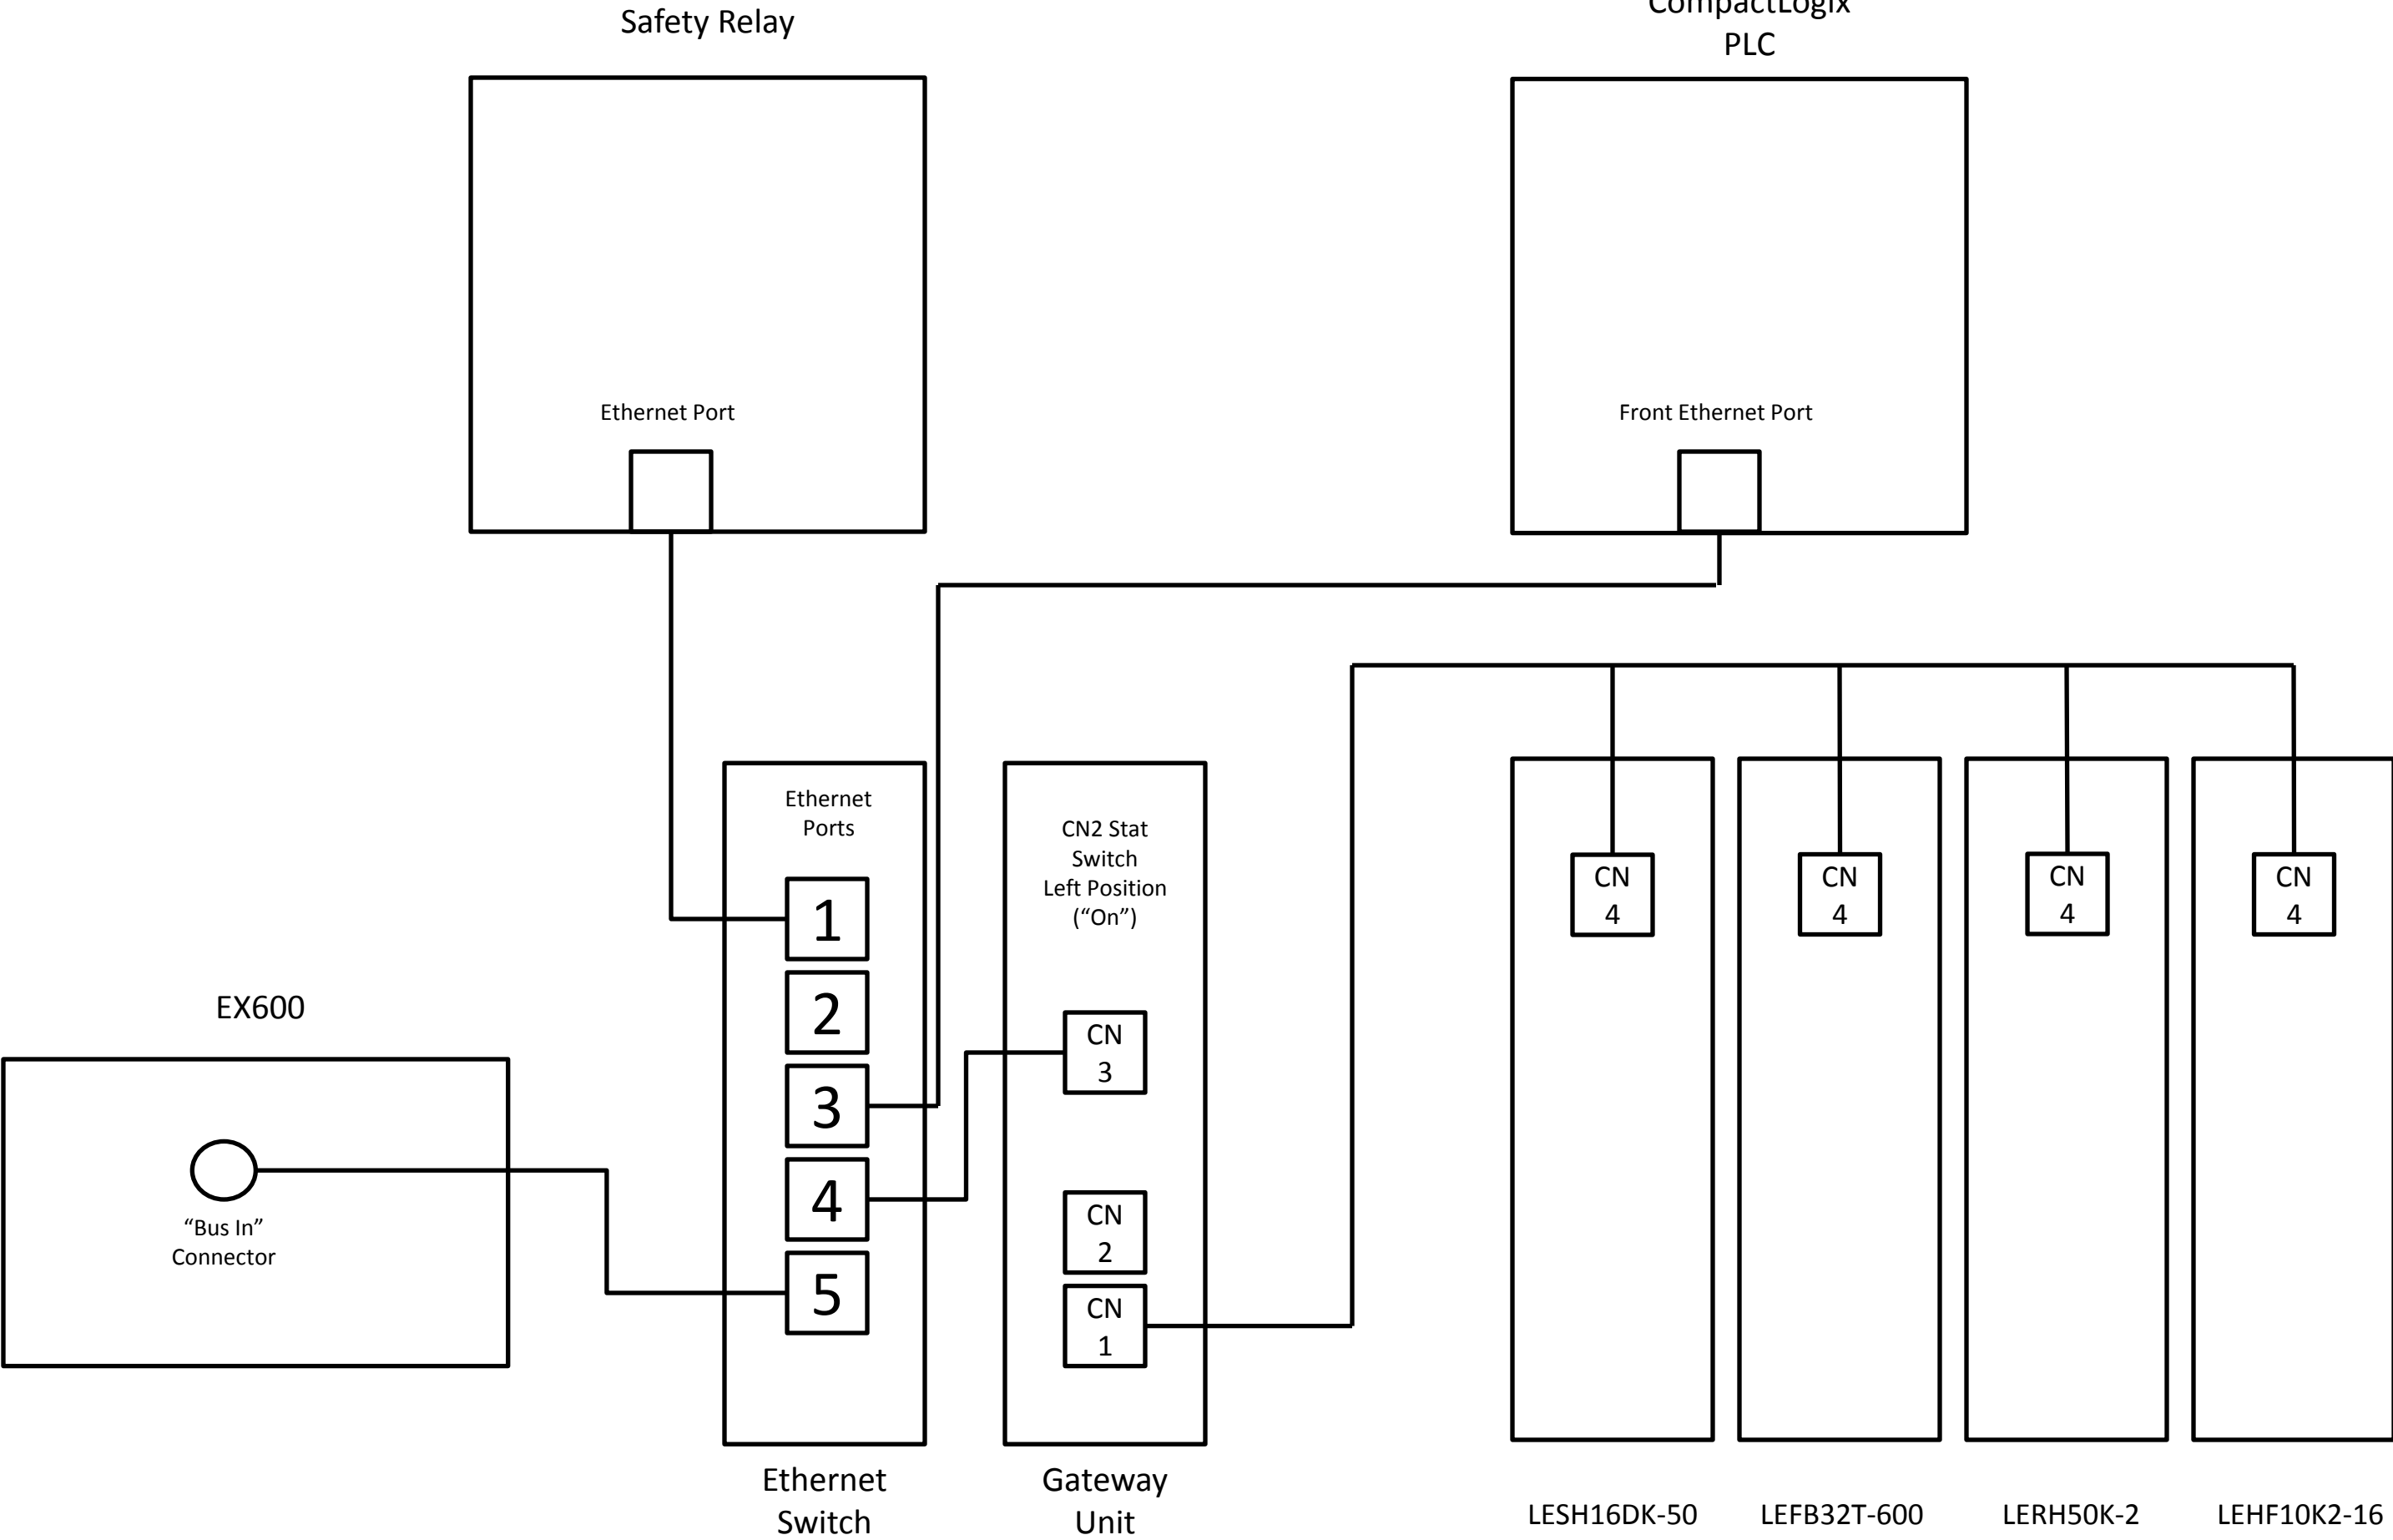 Safety Relay
CompactLogix
PLC
Ethernet Port
Front Ethernet Port
Ethernet
Ports
1
2
3
4
5
CN2 Stat
Switch
Left Position
(“On”)
CN
3
CN
2
CN
1
CN
4
CN
4
CN
4
CN
4
EX600
“Bus In”
Connector
Ethernet
Switch
Gateway
Unit
LESH16DK-50
LEFB32T-600
LERH50K-2
LEHF10K2-16